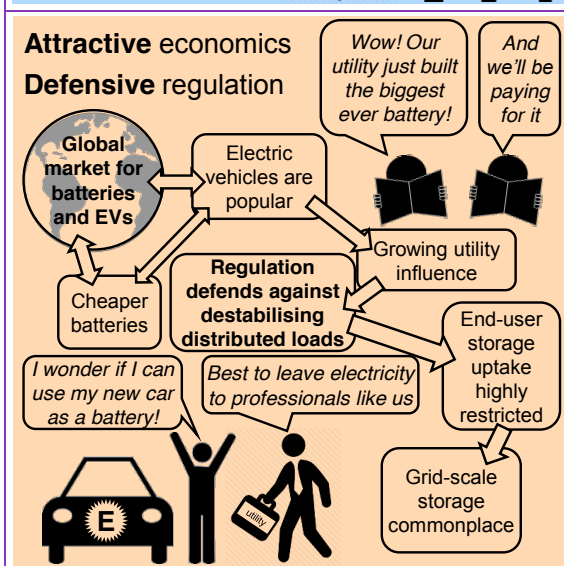 Attractive economics
Defensive regulation
Wow! Our
utility just built
the biggest
ever battery!
And
we'll be
paying
for it
Global
market for
batteries
and EVs
Electric
vehicles are
popular
Growing utility
influence
Cheaper
batteries
Regulation
defends against
destabilising
distributed loads
End-user
storage
uptake
highly
restricted
I wonder if I can
use my new car
as a battery!
Best to leave electricity
to professionals like us
E
utility
Grid-scale
storage
commonplace